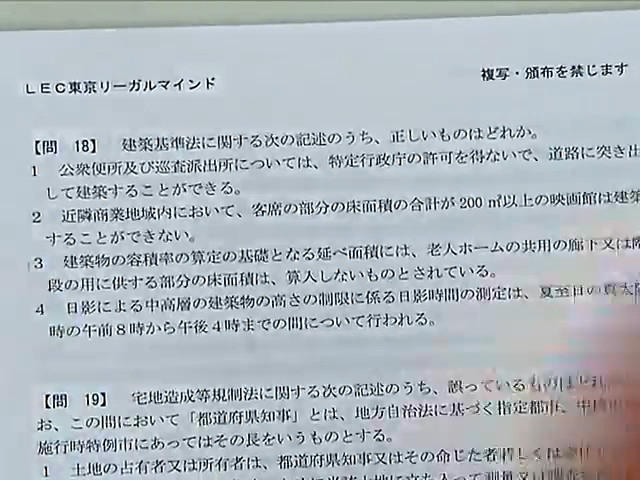 LEC東京リーガルマインド
複写・頒布を禁じます
【問 18】 建築基準法に関する次の記述のうち、正しいものはどれか。
1 公衆便所及び巡査派出所については、特定行政庁の許可を得ないで、道路に突き出
して建築することができる。
2 近隣商業地域内において、客席の部分の床面積の合計が200㎡以上の映画館は建築
することができない。
3 建築物の容積率の算定の基礎となる延べ面積には、老人ホームの共用の廊下又は階
段の用に供する部分の床面積は、算入しないものとされている。
4 日影による中高層の建築物の高さの制限に係る日影時間の測定は、夏至日の真太陽
時の午前8時から午後4時までの間について行われる。
【問 19】 宅地造成等規制法に関する次の記述のうち、誤っているものは
お、この間において「都道府県知事」とは、地方自治法に基づく指定都市、
施行時特例市にあってはその長をいうものとする。
1 土地の占有者又は所有者は、都道府県知事又はその命じた者若しくは